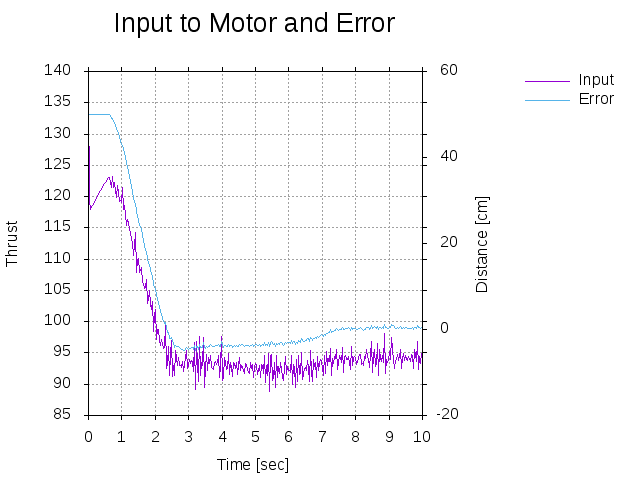 Input to Motor and Error
Input
Error
140
135
130
125
120
115
110
105
100
95
90
85
60
40
20
0
-20
Thrust
Distance [cm]
0 1 2 3 4 5 6 7 8 9 10
Time [sec]